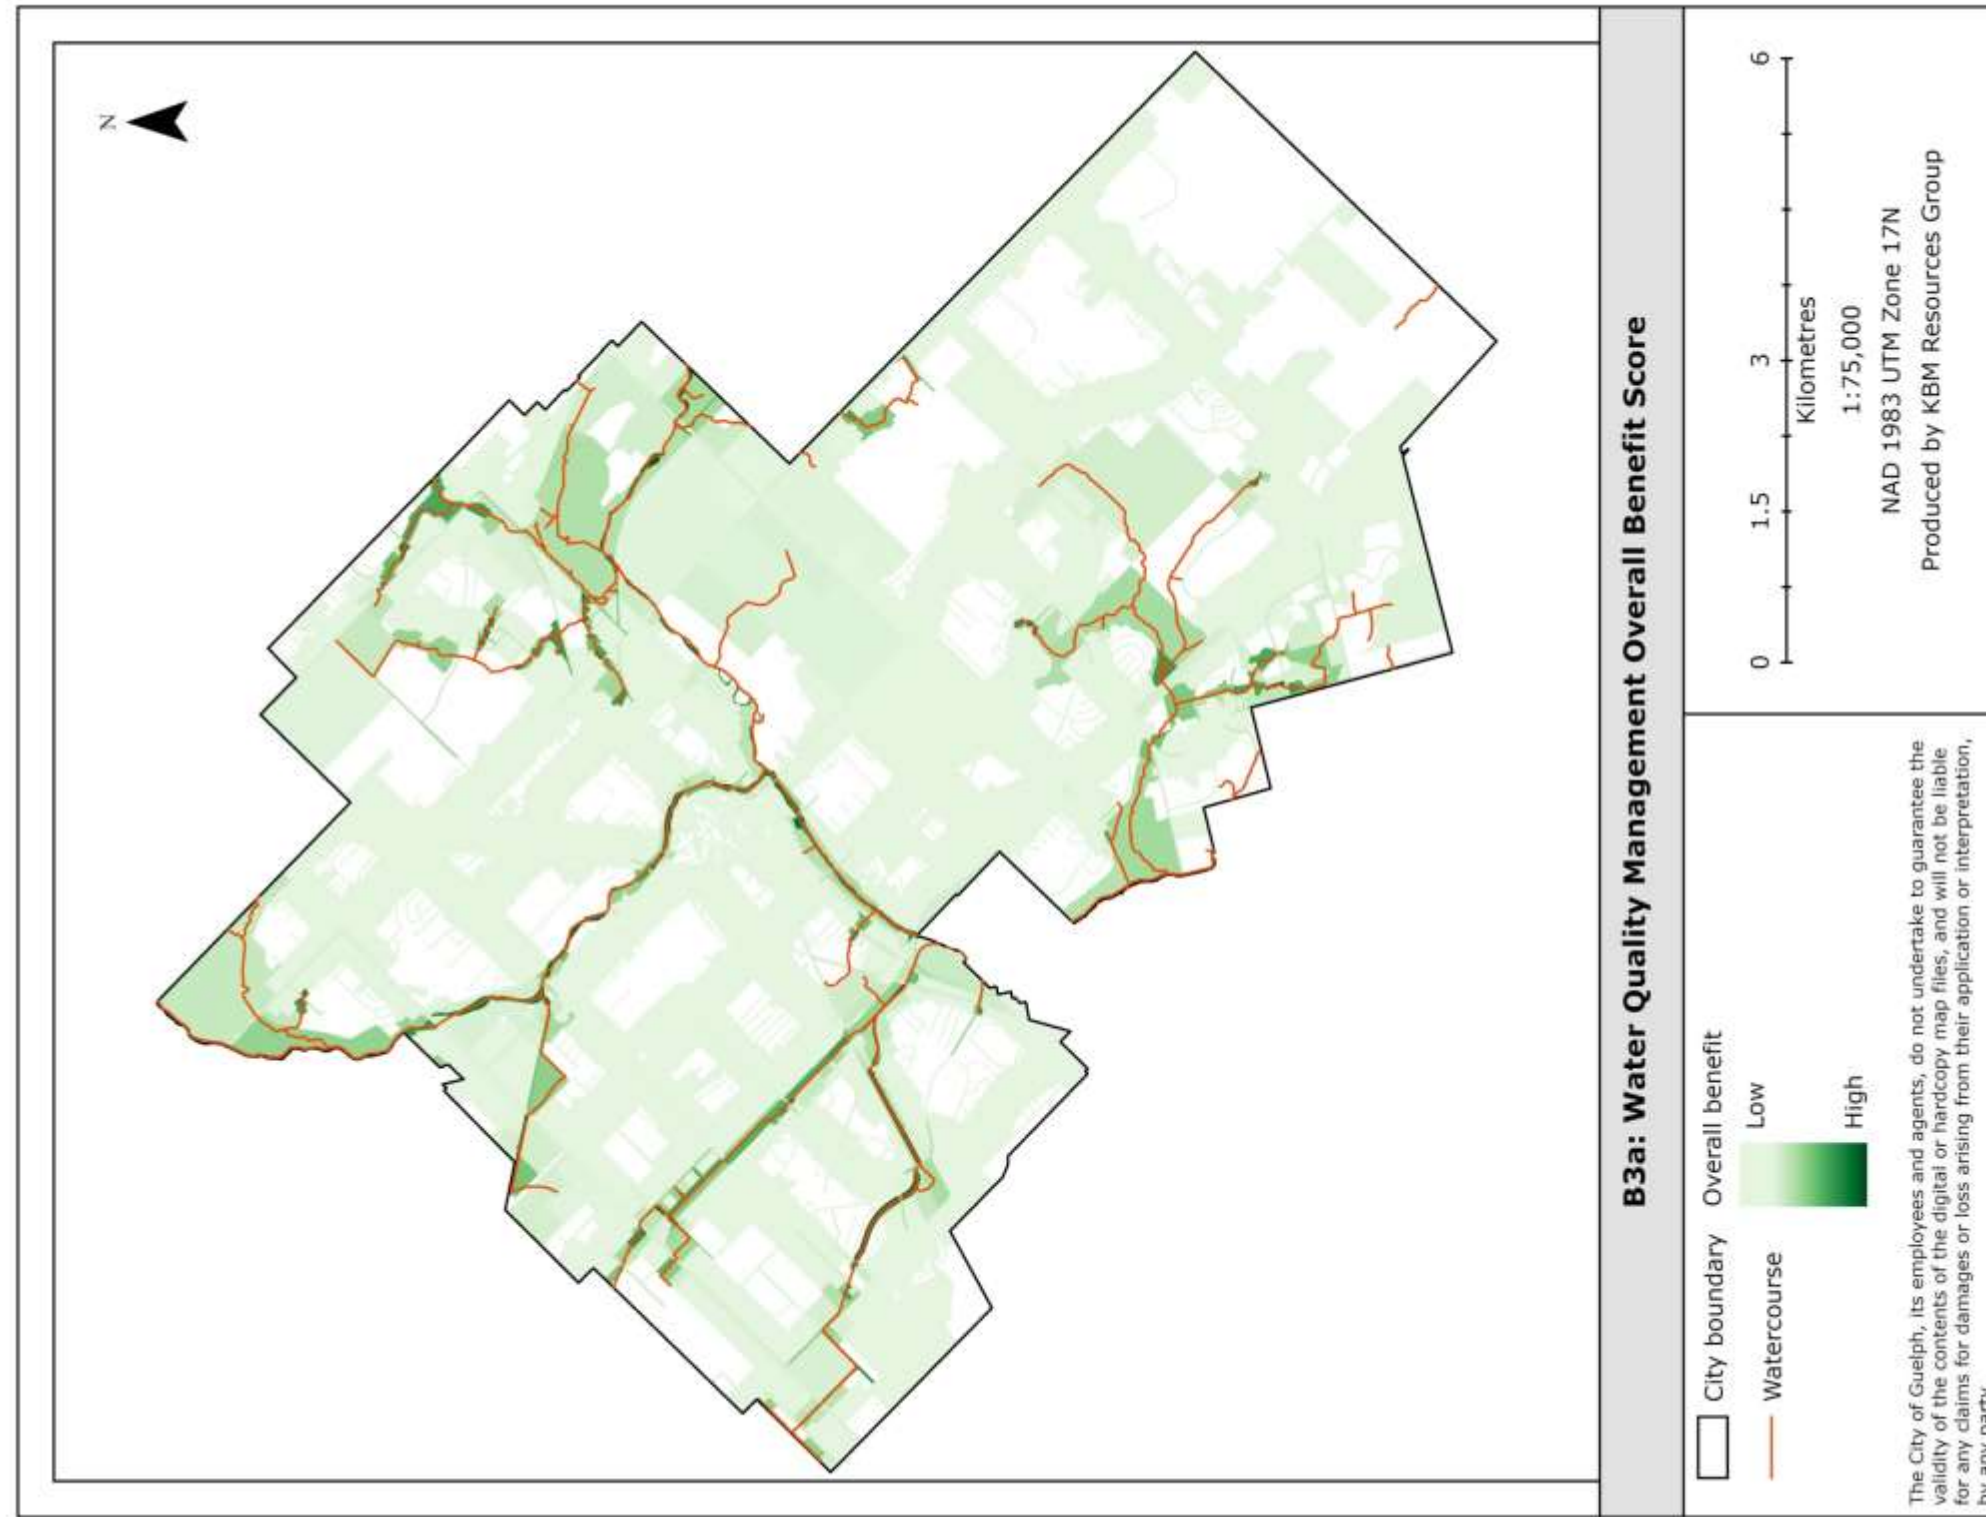 N
B3a: Water Quality Management Overall Benefit Score
City boundary
Watercourse
Overall benefit
Low
High
0 1.5 3 6
Kilometres
1:75,000
NAD 1983 UTM Zone 17N
Produced by KBM Resources Group
The City of Guelph, its employees and agents, do not undertake to guarantee the
validity of the contents of the digital or hardcopy map files, and will not be liable
for any claims for damages or loss arising from their application or interpretation,
by any party